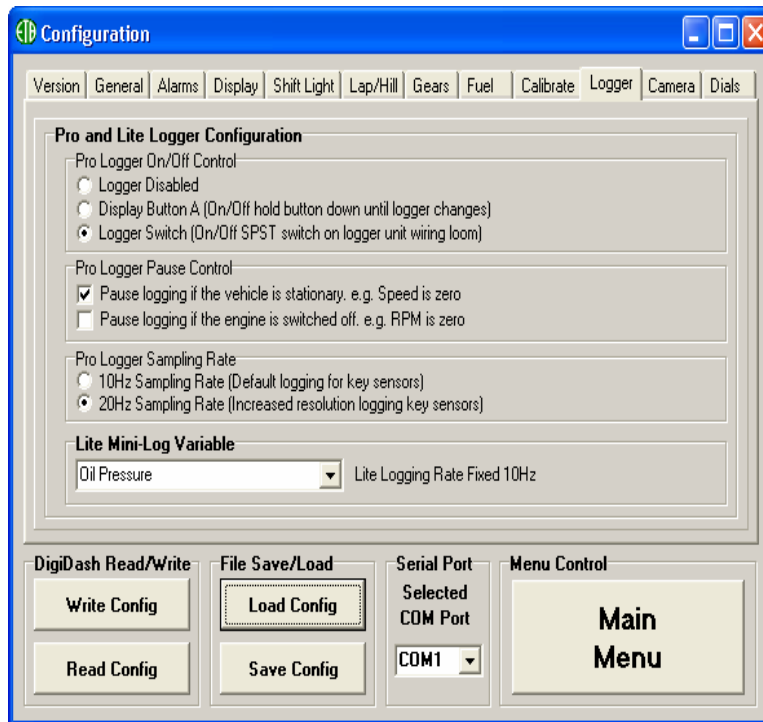 ETB Configuration
Version General Alarms Display Shift Light Lap/Hill Gears Fuel Calibrate Logger Camera Dials
Pro and Lite Logger Configuration
Pro Logger On/Off Control
Logger Disabled
Display Button A (On/Off hold button down until logger changes)
Logger Switch (On/Off SPST switch on logger unit wiring loom)
Pro Logger Pause Control
Pause logging if the vehicle is stationary. e.g. Speed is zero
Pause logging if the engine is switched off. e.g. RPM is zero
Pro Logger Sampling Rate
10Hz Sampling Rate (Default logging for key sensors)
20Hz Sampling Rate (Increased resolution logging key sensors)
Lite Mini-Log Variable
Oil Pressure Lite Logging Rate Fixed 10Hz
DigiDash Read/Write File Save/Load Serial Port Menu Control
Write Config Load Config Selected
COM Port
Main
Menu
Read Config Save Config COM1